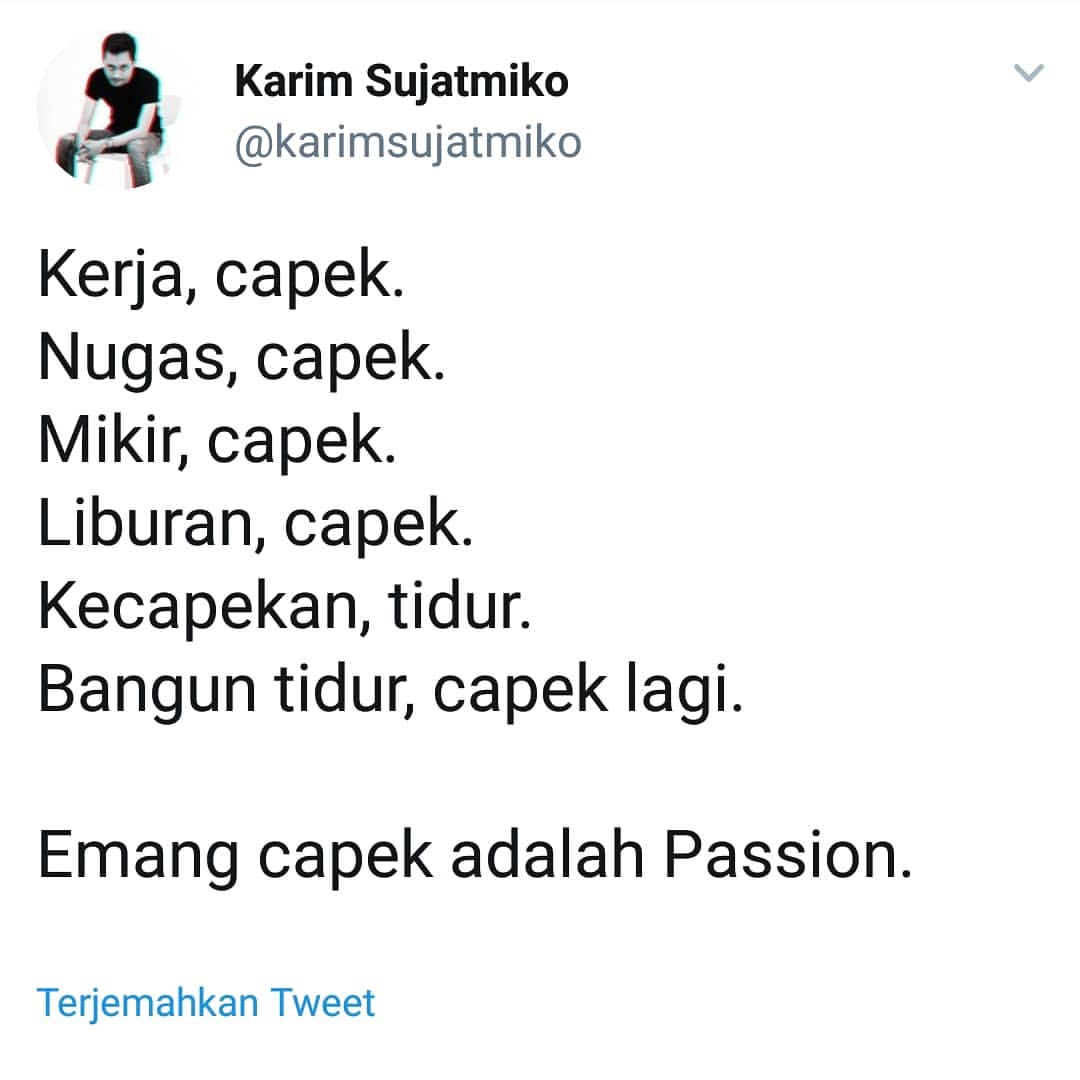 Karim Sujatmiko
@karimsujatmiko
Kerja, capek.
Nugas, capek.
Mikir, capek.
Liburan, capek.
Kecapekan, tidur.
Bangun tidur, capek lagi.
Emang capek adalah Passion.
Terjemahkan Tweet